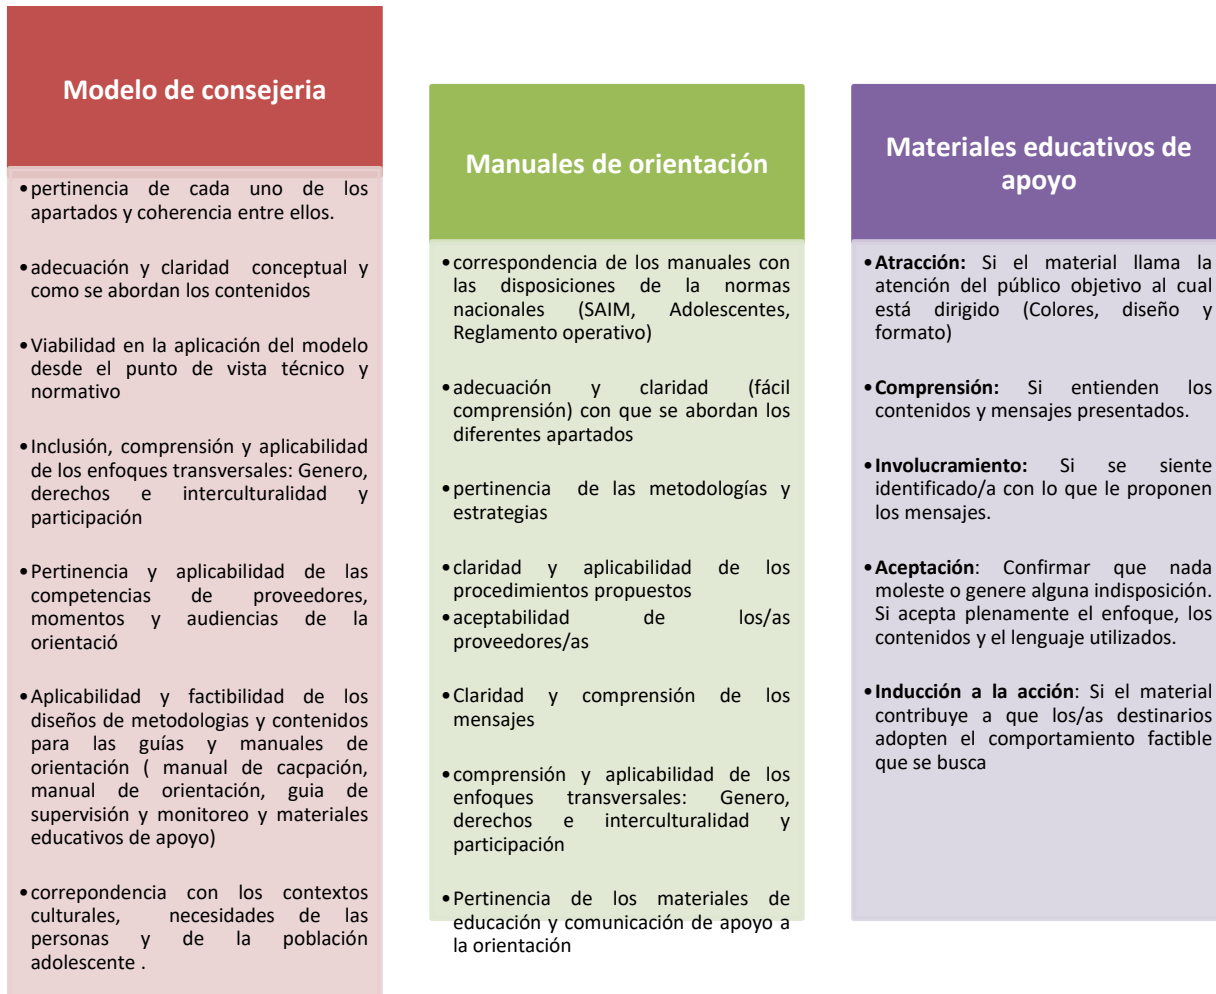 Modelo de consejeria
•pertinencia de cada uno de los
apartados y coherencia entre ellos.
•adecuación y claridad conceptual y
como se abordan los contenidos
•Viabilidad en la aplicación del modelo
desde el punto de vista técnico y
normativo
•Inclusión, comprensión y aplicabilidad
de los enfoques transversales: Genero,
derechos e interculturalidad y
participación
•Pertinencia y aplicabilidad de las
competencias de proveedores,
momentos y audiencias de la
orientació
•Aplicabilidad y factibilidad de los
diseños de metodologias y contenidos
para las guías y manuales de
orientación ( manual de cacpación,
manual de orientación, guia de
supervisión y monitoreo y materiales
educativos de apoyo)
•correpondencia con los contextos
culturales, necesidades de las
personas y de la población
adolescente .
Manuales de orientación
•correspondencia de los manuales con
las disposiciones de la normas
nacionales (SAIM, Adolescentes,
Reglamento operativo)
•adecuación y claridad (fácil
comprensión) con que se abordan los
diferentes apartados
•pertinencia de las metodologías y
estrategias
•claridad y aplicabilidad de los
procedimientos propuestos
•aceptabilidad de los/as
proveedores/as
•Claridad y comprensión de los
mensajes
•comprensión y aplicabilidad de los
enfoques transversales: Genero,
derechos e interculturalidad y
participación
•Pertinencia de los materiales de
educación y comunicación de apoyo a
la orientación
Materiales educativos de
apoyo
•Atracción: Si el material llama la
atención del público objetivo al cual
está dirigido (Colores, diseño y
formato)
•Comprensión: Si entienden los
contenidos y mensajes presentados.
•Involucramiento: Si se siente
identificado/a con lo que le proponen
los mensajes.
•Aceptación: Confirmar que nada
moleste o genere alguna indisposición.
Si acepta plenamente el enfoque, los
contenidos y el lenguaje utilizados.
•Inducción a la acción: Si el material
contribuye a que los/as destinarios
adopten el comportamiento factible
que se busca